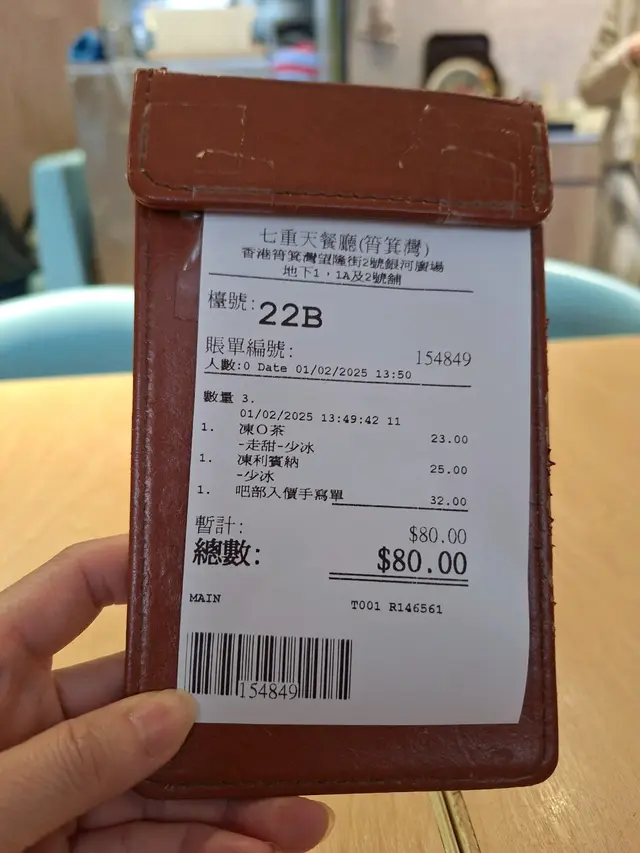 七重天餐廳(筲箕灣)
香港筲箕灣望隆街2號銀河廣場
地下1，1A及2號舖
檯號: 22B
賬單編號: 154849
人數:0 Date 01/02/2025 13:50
數量 3.
01/02/2025 13:49:42 11
1. 凍O茶 23.00
-走甜-少冰
1. 凍利賓納 25.00
-少冰
1. 吧部入價手寫單 32.00
暫計: $80.00
總數: $80.00
MAIN T001 R146561
154849